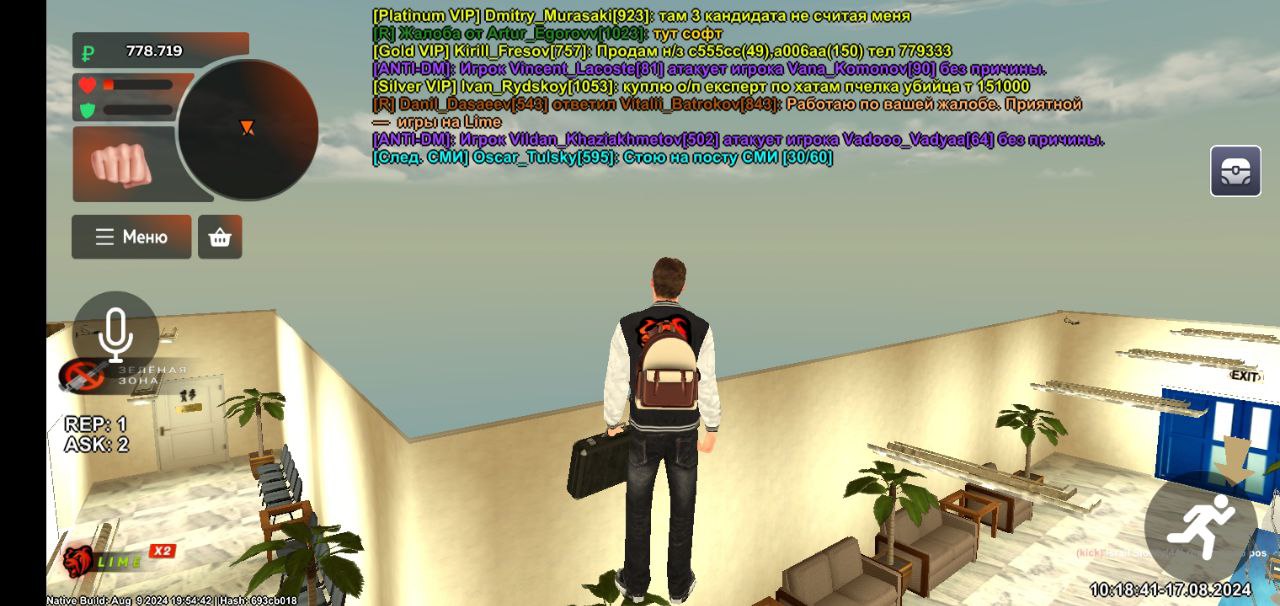 [Platinum VIP] Dmitry_Murasaki[923]: там 3 кандидата не считая меня
[R] Жалоба от Artur_Egorovv[1023]: тут софт
[Gold VIP] Kirill_Fresov[757]: Продам н/з с555сс(49),а006аа(150) тел 779333
[ANTI-DM]: Игрок Vincent_Lacoste[81] атакует игрока Vana_Komonov[90] без причины.
[Silver VIP] Ivan_Rydskoy[1053]: куплю о/п експерт по хатам пчелка убийца т 151000
[R] Danil_Dasaeev[543] ответил Vitalii_Batrokov[843]: Работаю по вашей жалобе. Приятной
— игры на Lime
[ANTI-DM]: Игрок Vildan_Khaziakhmetov[502] атакует игрока Vadooo_Vadyaa[64] без причины.
[След. СМИ] Oscar_Tulsky[595]: Стою на посту СМИ [30/60]
₽ 778.719
Меню
ЗЕЛЁНАЯ
ЗОНА
REP: 1
ASK: 2
EXIT
LIME X2
(kick)
pos
10:18:41-17.08.2024
Native Build: Aug 9 2024 19:54:42 | Hash: 693cb018